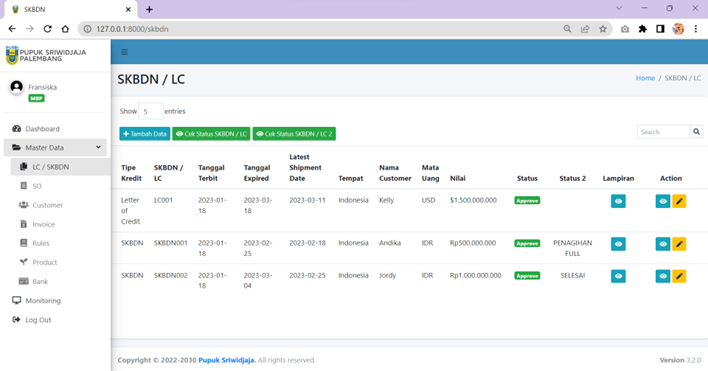 SKBDN
127.0.0.1:8000/skbdn
PUPUK SRIWIDJAJA
PALEMBANG
Fransiska
MBP
Dashboard
Master Data
LC / SKBDN
SO
Customer
Invoice
Rules
Product
Bank
Monitoring
Log Out
SKBDN / LC
Home / SKBDN / LC
Show 5 entries
Tambah Data
Cek Status SKBDN / LC
Cek Status SKBDN / LC 2
Search
Tipe Kredit SKBDN / LC Tanggal Terbit Tanggal Expired Latest Shipment Date Tempat Nama Customer Mata Uang Nilai Status Status 2 Lampiran Action
Letter of Credit LC001 2023-01-18 2023-03-18 2023-03-11 Indonesia Kelly USD $1.500.000.000 Approve
SKBDN SKBDN001 2023-01-18 2023-02-25 2023-02-18 Indonesia Andika IDR Rp500.000.000 Approve PENAGIHAN FULL
SKBDN SKBDN002 2023-01-18 2023-03-04 2023-02-25 Indonesia Jordy IDR Rp1.000.000.000 Approve SELESAI
Copyright © 2022-2030 Pupuk Sriwidjaja. All rights reserved.
Version 3.2.0